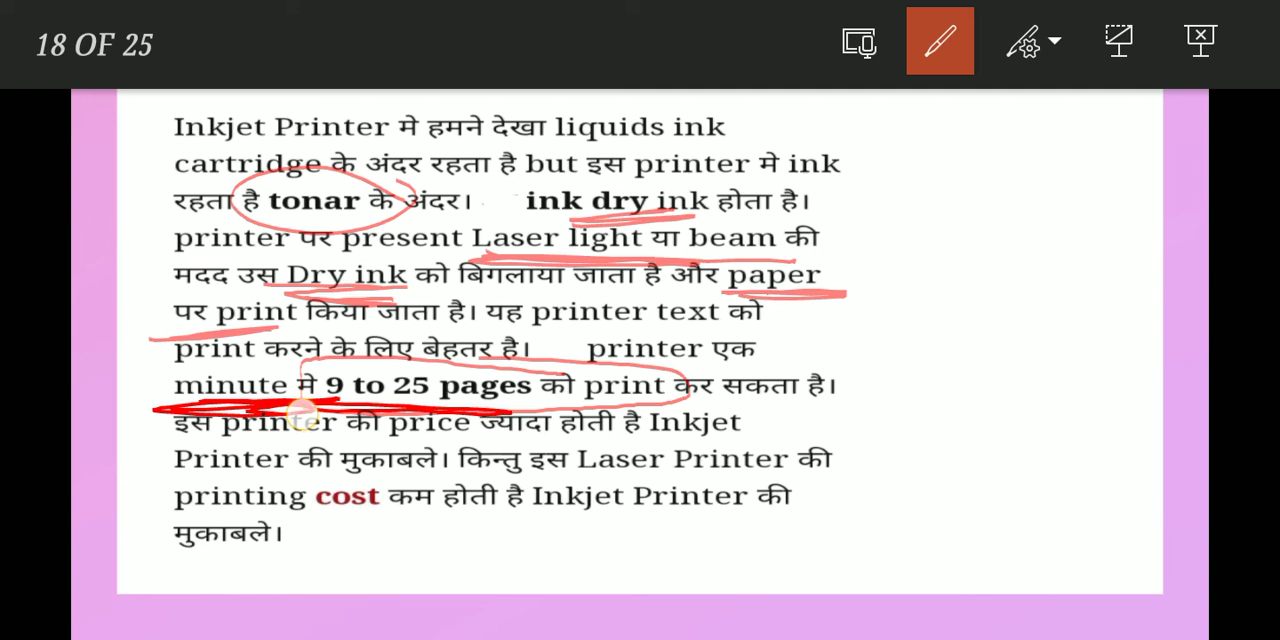 18 OF 25
Inkjet Printer मे हमने देखा liquids ink
cartridge के अंदर रहता है but इस printer मे ink
रहता है tonar के अंदर। ink dry ink होता है।
printer पर present Laser light या beam की
मदद उस Dry ink को बिगलाया जाता है और paper
पर print किया जाता है। यह printer text को
print करने के लिए बेहतर है। printer एक
minute मे 9 to 25 pages को print कर सकता है।
इस printer की price ज्यादा होती है Inkjet
Printer की मुकाबले। किन्तु इस Laser Printer की
printing cost कम होती है Inkjet Printer की
मुकाबले।